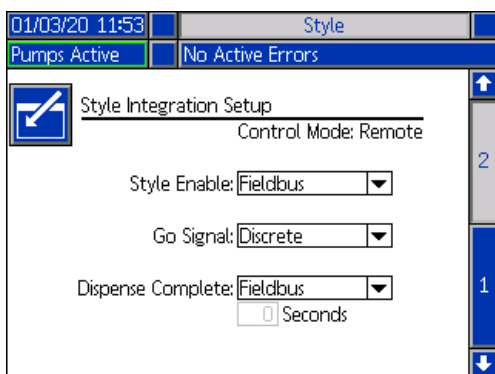 01/03/20 11:53 Style
Pumps Active No Active Errors
Style Integration Setup
Control Mode: Remote
2
Style Enable: Fieldbus
Go Signal: Discrete
Dispense Complete: Fieldbus
1
0 Seconds